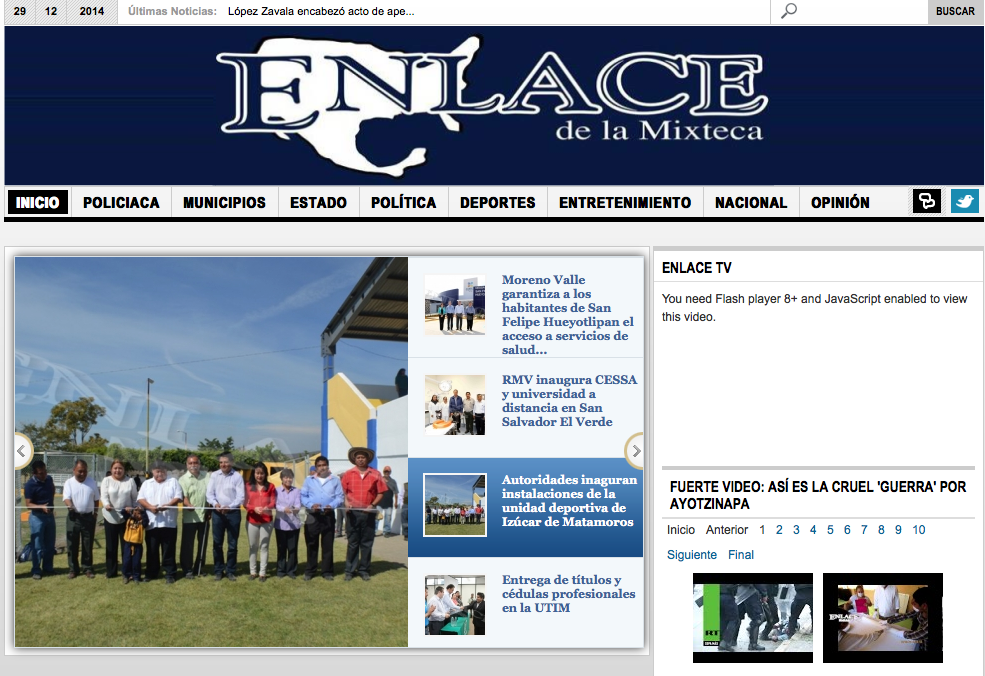 29 12 2014 Últimas Noticias: López Zavala encabezó acto de ape... BUSCAR
ENLACE
de la Mixteca
INICIO POLICIACA MUNICIPIOS ESTADO POLÍTICA DEPORTES ENTRETENIMIENTO NACIONAL OPINIÓN
Moreno Valle
garantiza a los
habitantes de San
Felipe Hueyotlipan el
acceso a servicios de
salud...
RMV inaugura CESSA
y universidad a
distancia en San
Salvador El Verde
Autoridades inaguran
instalaciones de la
unidad deportiva de
Izúcar de Matamoros
Entrega de títulos y
cédulas profesionales
en la UTIM
ENLACE TV
You need Flash player 8+ and JavaScript enabled to view
this video.
FUERTE VIDEO: ASÍ ES LA CRUEL 'GUERRA' POR
AYOTZINAPA
Inicio Anterior 1 2 3 4 5 6 7 8 9 10
Siguiente Final
RT
ENLACE